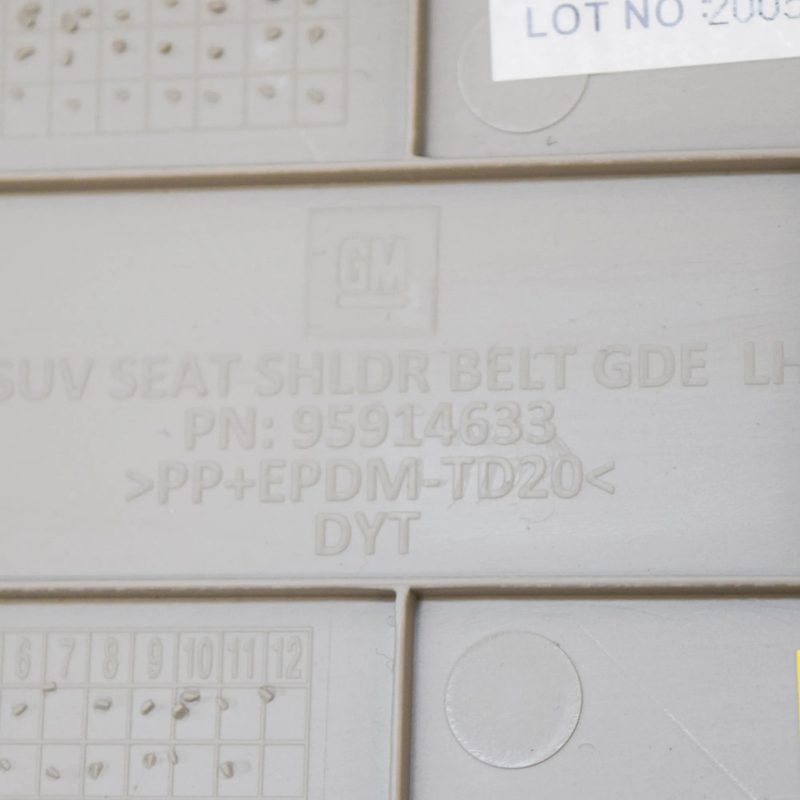 LOT NO :2005
GM
SUV SEAT SHLDR BELT GDE LH
PN: 95914633
>PP+EPDM-TD20<
DYT
6 7 8 9 10 11 12